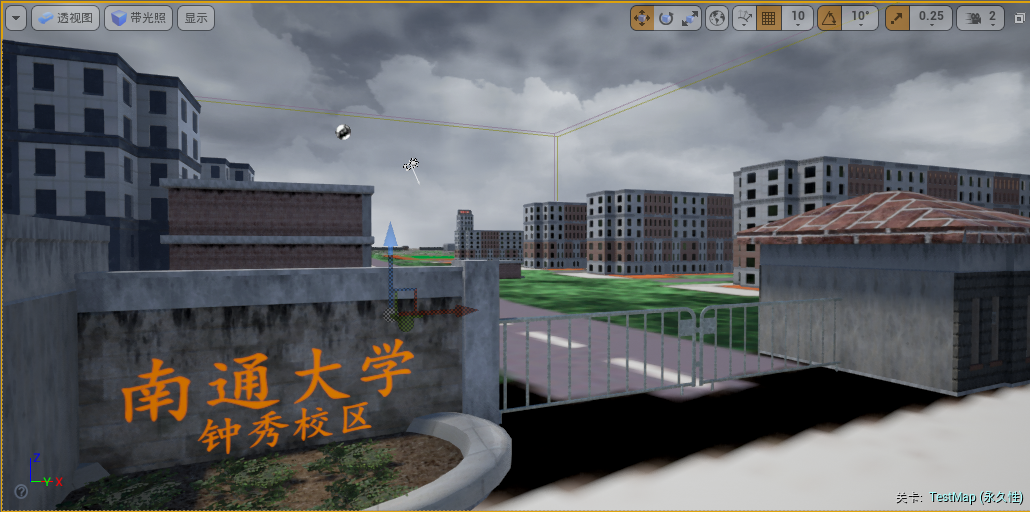 透视图 带光照 显示 10 10° 0.25 2
南通大学
钟秀校区
Z
Y X
关卡: TestMap (永久性)